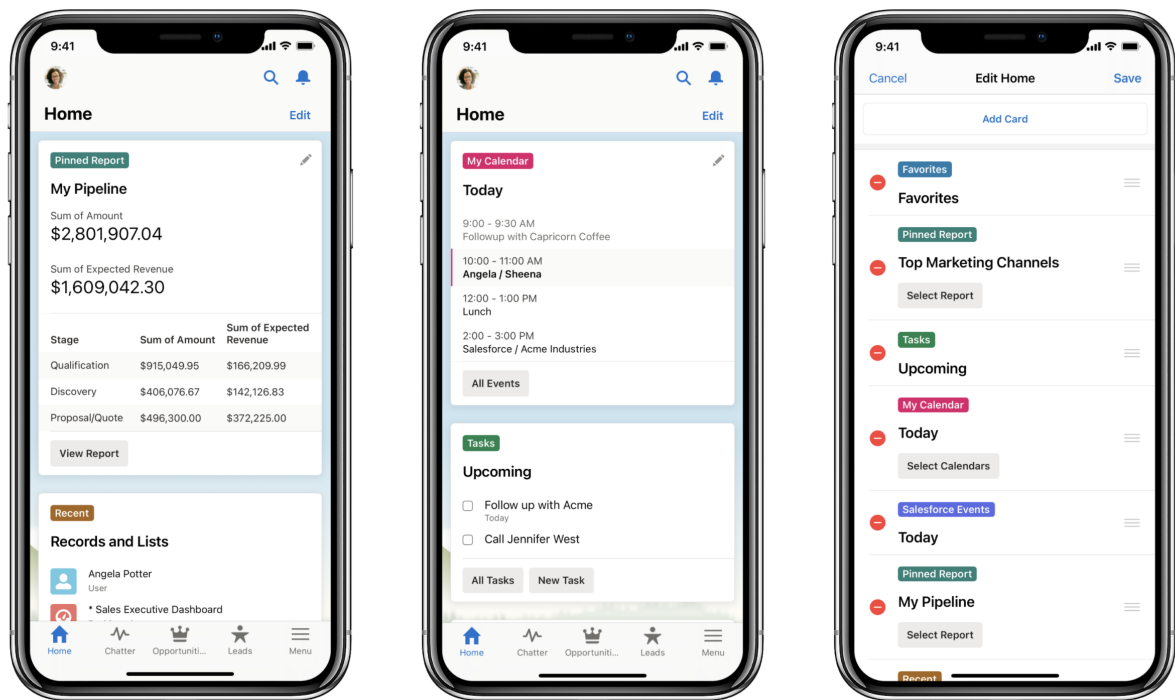 9:41
Home
Edit
Pinned Report
My Pipeline
Sum of Amount
$2,801,907.04
Sum of Expected Revenue
$1,609,042.30
Stage Sum of Amount Sum of Expected Revenue
Qualification $915,049.95 $166,209.99
Discovery $406,076.67 $142,126.83
Proposal/Quote $496,300.00 $372,225.00
View Report
Recent
Records and Lists
Angela Potter
User
* Sales Executive Dashboard
Home Chatter Opportuniti... Leads Menu
9:41
Home
Edit
My Calendar
Today
9:00 - 9:30 AM
Followup with Capricorn Coffee
10:00 - 11:00 AM
Angela / Sheena
12:00 - 1:00 PM
Lunch
2:00 - 3:00 PM
Salesforce / Acme Industries
All Events
Tasks
Upcoming
Follow up with Acme
Today
Call Jennifer West
All Tasks New Task
Home Chatter Opportuniti... Leads Menu
9:41
Cancel Edit Home Save
Add Card
Favorites
Favorites
Pinned Report
Top Marketing Channels
Select Report
Tasks
Upcoming
My Calendar
Today
Select Calendars
Salesforce Events
Today
Pinned Report
My Pipeline
Select Report
Recent